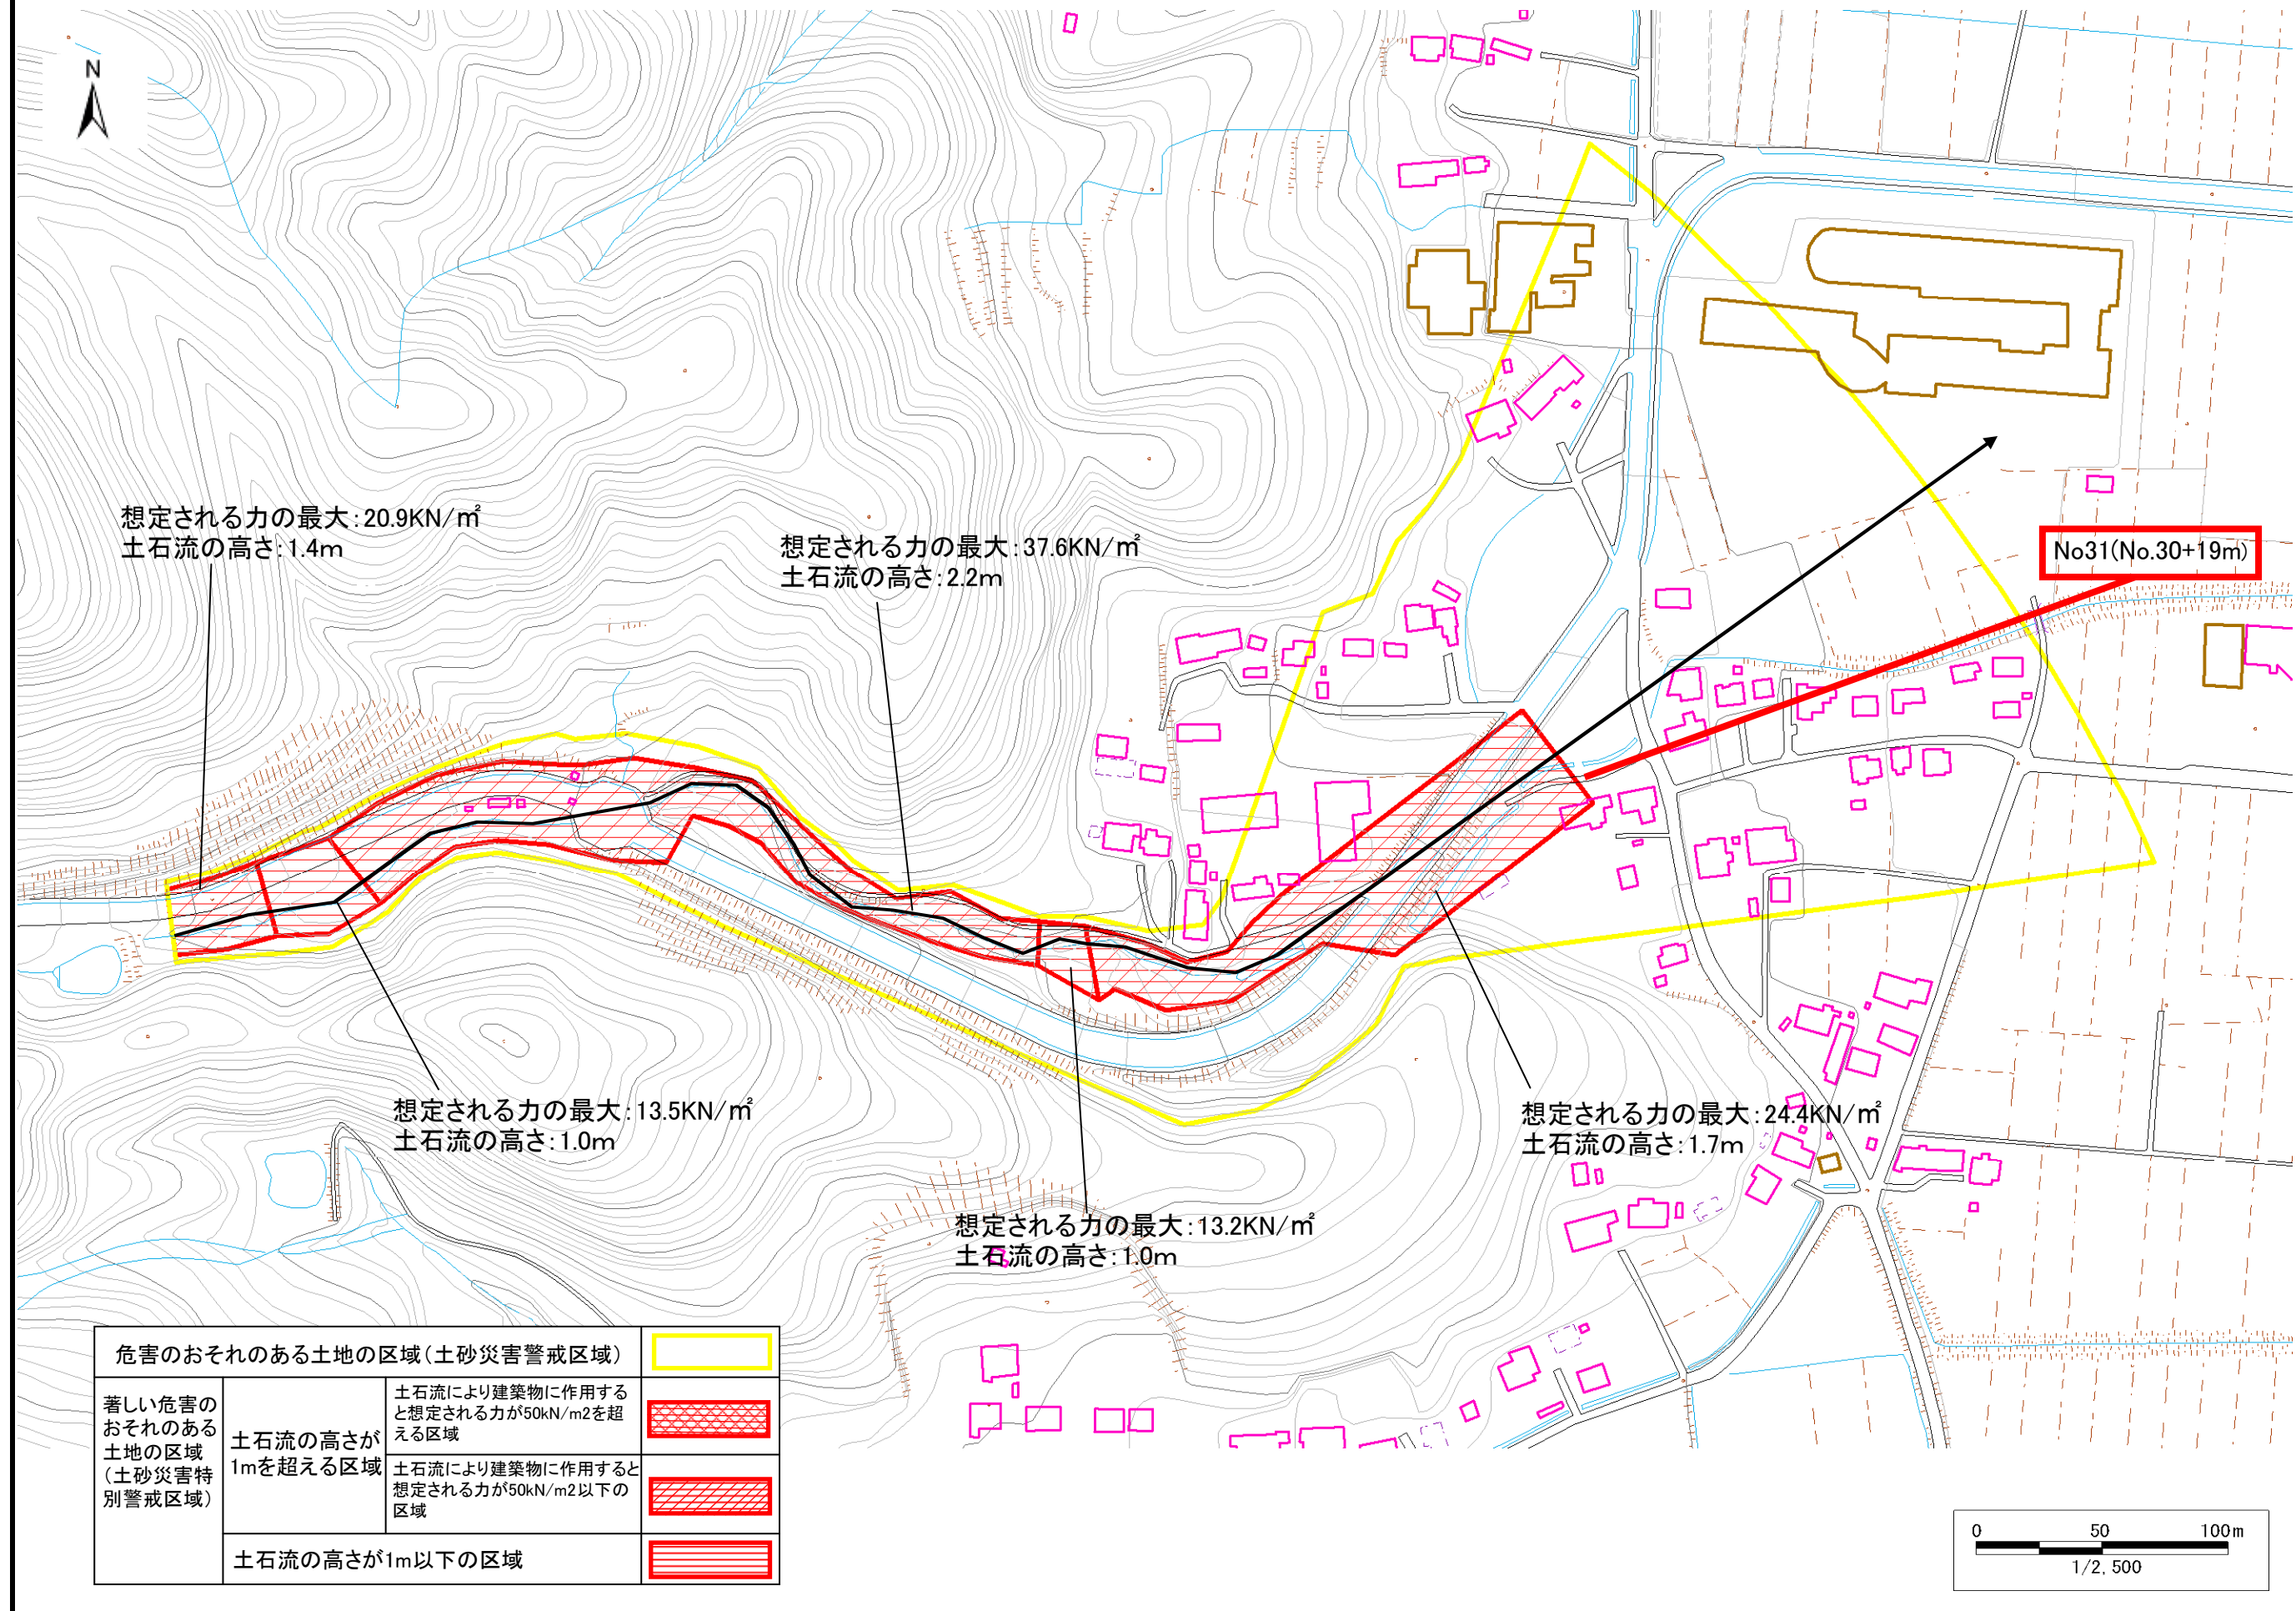 N
想定される力の最大：20.9KN/㎡
土石流の高さ：1.4m
想定される力の最大：37.6KN/㎡
土石流の高さ：2.2m
No31(No.30+19m)
想定される力の最大：13.5KN/㎡
土石流の高さ：1.0m
想定される力の最大：24.4KN/㎡
土石流の高さ：1.7m
想定される力の最大：13.2KN/㎡
土石流の高さ：1.0m
危害のおそれのある土地の区域（土砂災害警戒区域）
著しい危害の
おそれのある
土地の区域
（土砂災害特
別警戒区域）
土石流の高さが
1mを超える区域
土石流により建築物に作用する
と想定される力が50kN/m2を超
える区域
土石流により建築物に作用すると
想定される力が50kN/m2以下の
区域
土石流の高さが1m以下の区域
0 50 100m
1/2,500